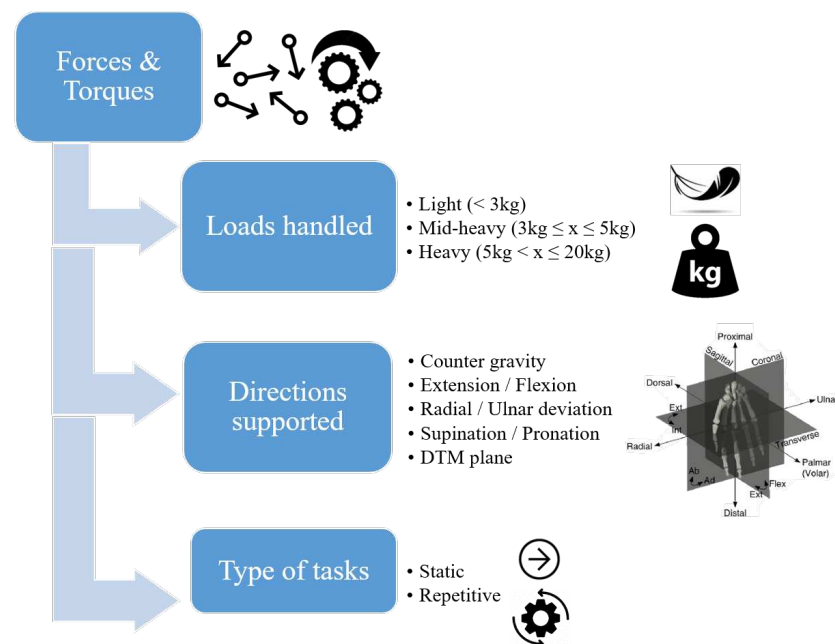 Forces &
Torques
Loads handled
• Light (< 3kg)
• Mid-heavy (3kg ≤ x ≤ 5kg)
• Heavy (5kg < x ≤ 20kg)
kg
Directions
supported
• Counter gravity
• Extension / Flexion
• Radial / Ulnar deviation
• Supination / Pronation
• DTM plane
Proximal
Sagittal
Coronal
Dorsal
Ext
Ulna
Int
Radial
Transverse
Palmar
(Volar)
Ab
Ad
Flex
Ext
Distal
Type of tasks
• Static
• Repetitive